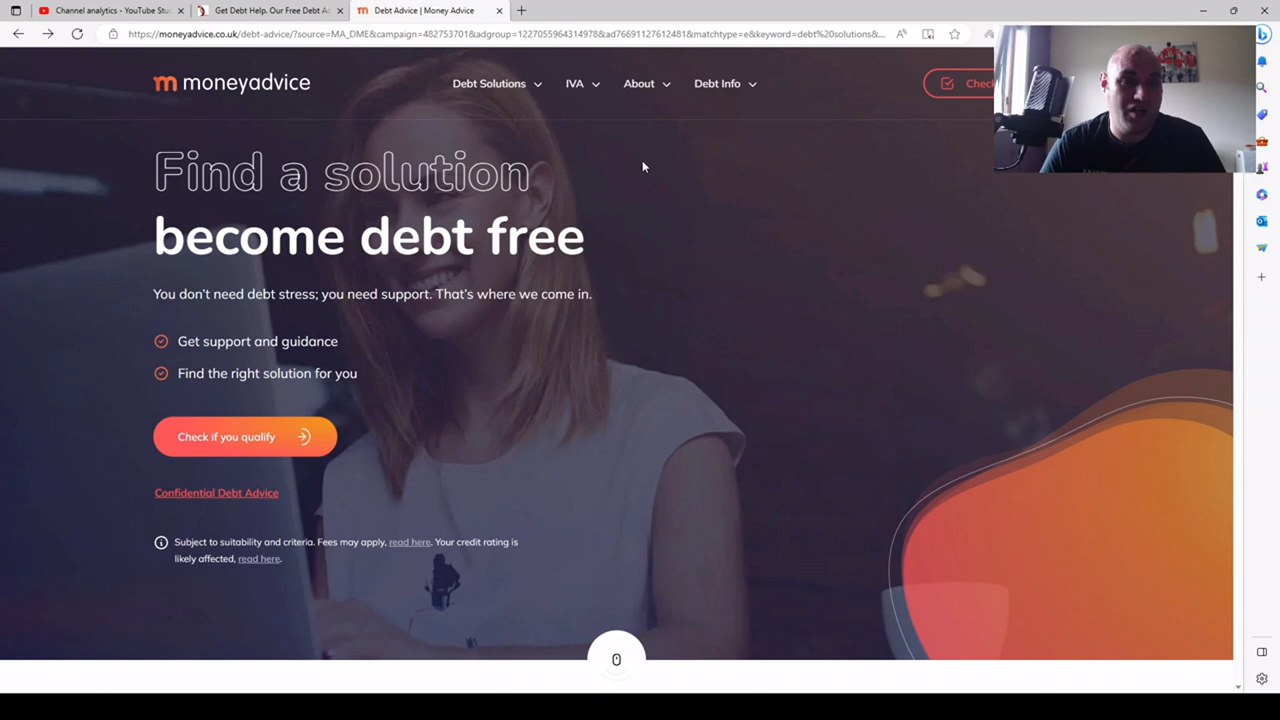 Channel analytics - YouTube Stu
Get Debt Help. Our Free Debt Ad
Debt Advice | Money Advice
https://moneyadvice.co.uk/debt-advice/?source=MA_DME&campaign=482753701&adgroup=1227055964314978&ad76691127612481&matchtype=e&keyword=debt%20solutions&...
moneyadvice
Debt Solutions
IVA
About
Debt Info
Check
Find a solution
become debt free
You don't need debt stress; you need support. That's where we come in.
Get support and guidance
Find the right solution for you
Check if you qualify
Confidential Debt Advice
Subject to suitability and criteria. Fees may apply, read here. Your credit rating is
likely affected, read here.